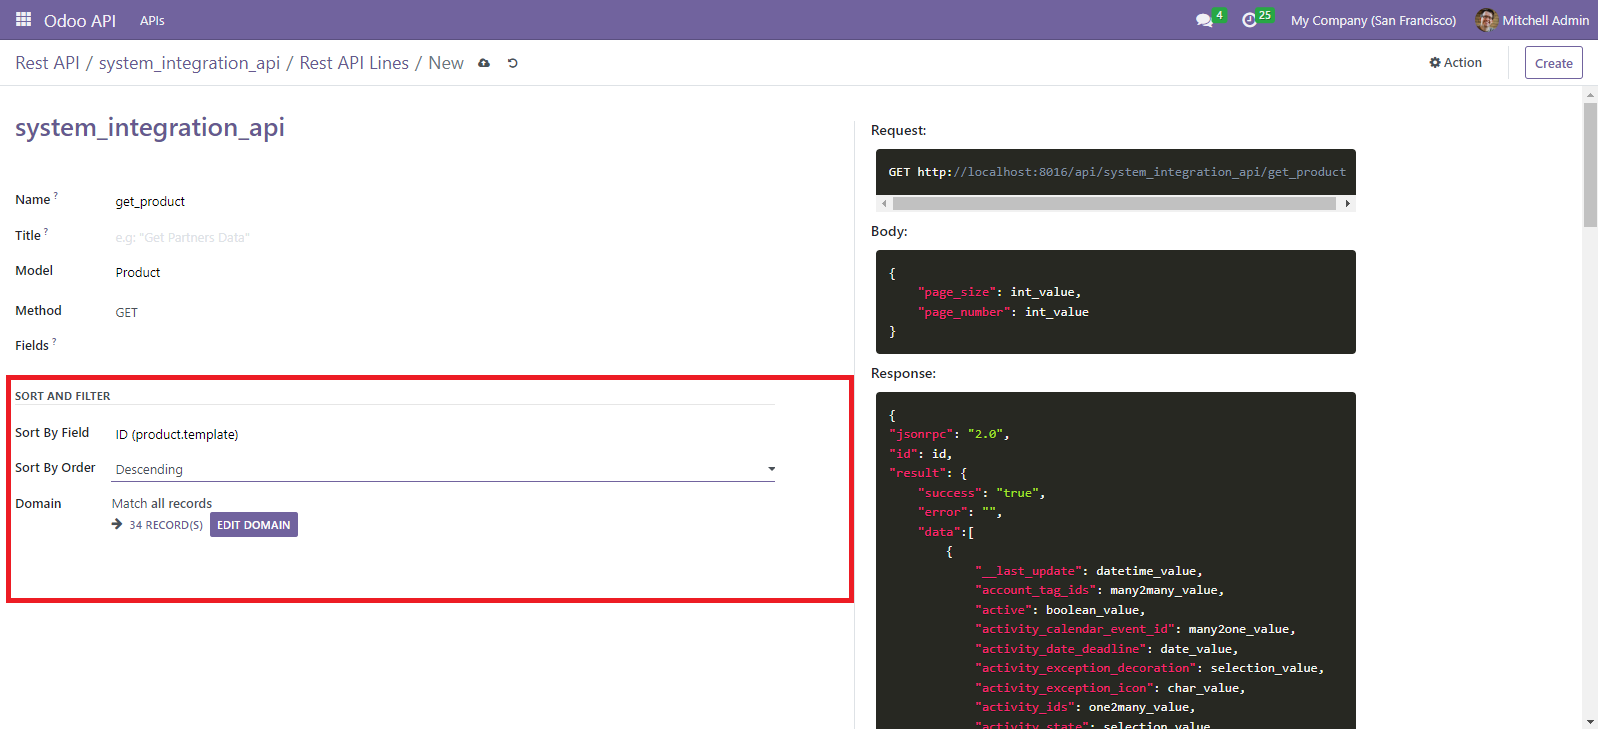 Odoo API APIs 4 25 My Company (San Francisco) Mitchell Admin
Rest API / system_integration_api / Rest API Lines / New Action Create
system_integration_api
Name ? get_product
Title ? e.g: "Get Partners Data"
Model Product
Method GET
Fields ?
SORT AND FILTER
Sort By Field ID (product.template)
Sort By Order Descending
Domain Match all records
34 RECORD(S) EDIT DOMAIN
Request:
GET http://localhost:8016/api/system_integration_api/get_product
Body:
{
"page_size": int_value,
"page_number": int_value
}
Response:
{
"jsonrpc": "2.0",
"id": id,
"result": {
"success": "true",
"error": "",
"data":[
{
"__last_update": datetime_value,
"account_tag_ids": many2many_value,
"active": boolean_value,
"activity_calendar_event_id": many2one_value,
"activity_date_deadline": date_value,
"activity_exception_decoration": selection_value,
"activity_exception_icon": char_value,
"activity_ids": one2many_value,
"activity_state": selection_value